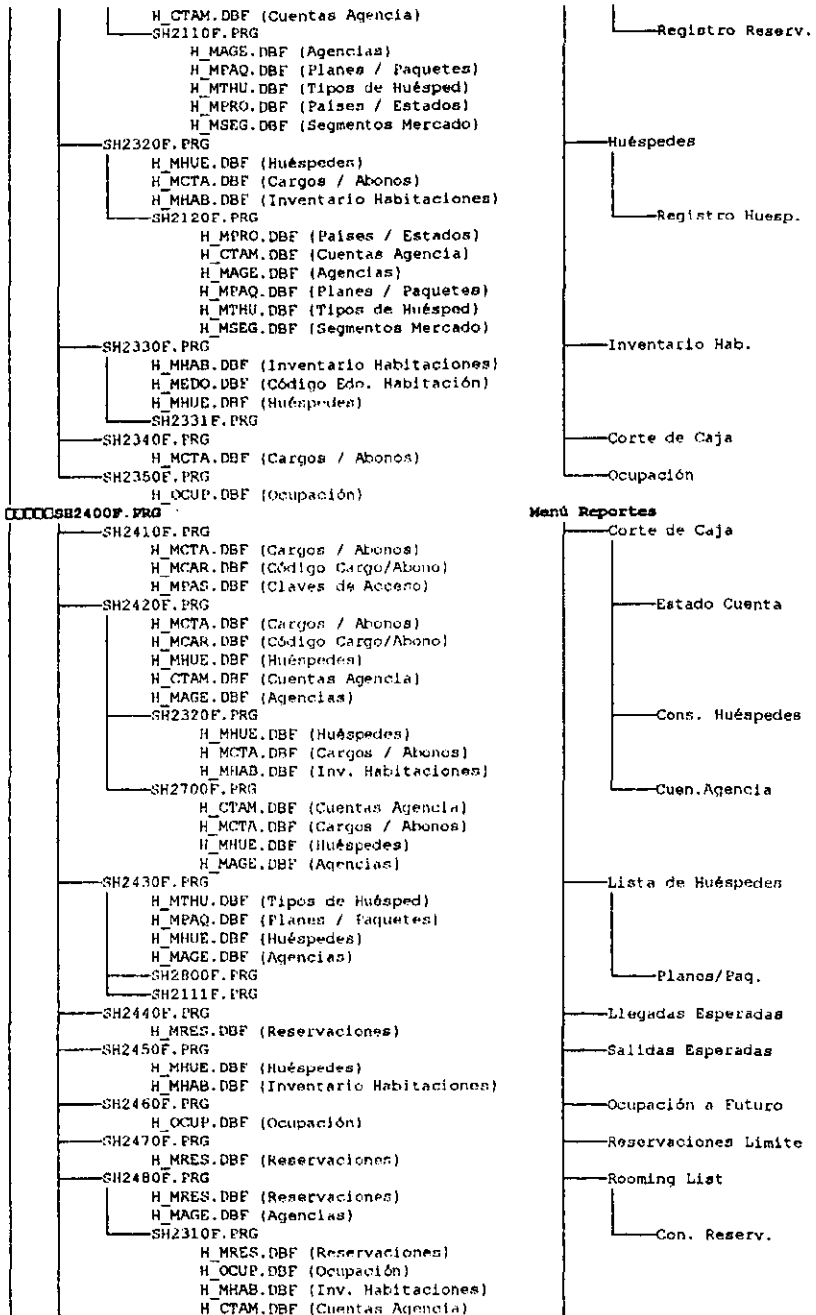 H_CTAM.DBF (Cuentas Agencia)
SH2110F.PRG Registro Reserv.
H_MAGE.DBF (Agencias)
H_MPAQ.DBF (Planes / Paquetes)
H_MTHU.DBF (Tipos de Huésped)
H_MPRO.DBF (Países / Estados)
H_MSEG.DBF (Segmentos Mercado)
SH2320F.PRG Huéspedes
H_MHUE.DBF (Huéspedes)
H_MCTA.DBF (Cargos / Abonos)
H_MHAB.DBF (Inventario Habitaciones)
SH2120F.PRG Registro Huesp.
H_MPRO.DBF (Países / Estados)
H_CTAM.DBF (Cuentas Agencia)
H_MAGE.DBF (Agencias)
H_MPAQ.DBF (Planes / Paquetes)
H_MTHU.DBF (Tipos de Huésped)
H_MSEG.DBF (Segmentos Mercado)
SH2330F.PRG Inventario Hab.
H_MHAB.DBF (Inventario Habitaciones)
H_MEDO.DBF (Código Edo. Habitación)
H_MHUE.DBF (Huéspedes)
SH2331F.PRG
SH2340F.PRG Corte de Caja
H_MCTA.DBF (Cargos / Abonos)
SH2350F.PRG Ocupación
H_OCUP.DBF (Ocupación)
SH2400F.PRG Menú Reportes
SH2410F.PRG Corte de Caja
H_MCTA.DBF (Cargos / Abonos)
H_MCAR.DBF (Código Cargo/Abono)
H_MPAS.DBF (Claves de Acceso)
SH2420F.PRG Estado Cuenta
H_MCTA.DBF (Cargos / Abonos)
H_MCAR.DBF (Código Cargo/Abono)
H_MHUE.DBF (Huéspedes)
H_CTAM.DBF (Cuentas Agencia)
H_MAGE.DBF (Agencias)
SH2320F.PRG Cons. Huéspedes
H_MHUE.DBF (Huéspedes)
H_MCTA.DBF (Cargos / Abonos)
H_MHAB.DBF (Inv. Habitaciones)
SH2700F.PRG Cuen.Agencia
H_CTAM.DBF (Cuentas Agencia)
H_MCTA.DBF (Cargos / Abonos)
H_MHUE.DBF (Huéspedes)
H_MAGE.DBF (Agencias)
SH2430F.PRG Lista de Huéspedes
H_MTHU.DBF (Tipos de Huésped)
H_MPAQ.DBF (Planes / Paquetes)
H_MHUE.DBF (Huéspedes)
H_MAGE.DBF (Agencias)
SH2800F.PRG Planes/Paq.
SH2111F.PRG
SH2440F.PRG Llegadas Esperadas
H_MRES.DBF (Reservaciones)
SH2450F.PRG Salidas Esperadas
H_MHUE.DBF (Huéspedes)
H_MHAB.DBF (Inventario Habitaciones)
SH2460F.PRG Ocupación a Futuro
H_OCUP.DBF (Ocupación)
SH2470F.PRG Reservaciones Limite
H_MRES.DBF (Reservaciones)
SH2480F.PRG Rooming List
H_MRES.DBF (Reservaciones)
H_MAGE.DBF (Agencias)
SH2310F.PRG Con. Reserv.
H_MRES.DBF (Reservaciones)
H_OCUP.DBF (Ocupación)
H_MHAB.DBF (Inv. Habitaciones)
H_CTAM.DBF (Cuentas Agencia)